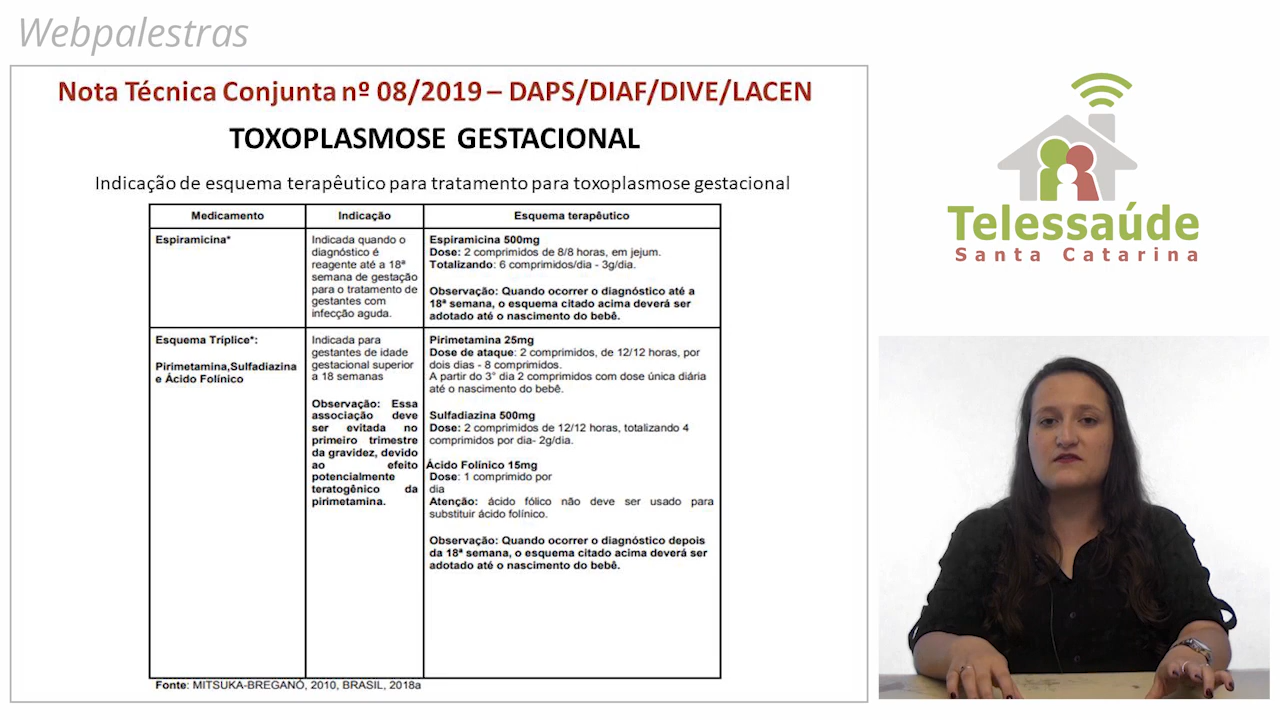 Webpalestras
Nota Técnica Conjunta nº 08/2019 – DAPS/DIAF/DIVE/LACEN
TOXOPLASMOSE GESTACIONAL
Indicação de esquema terapêutico para tratamento para toxoplasmose gestacional
Medicamento
Indicação
Esquema terapêutico
Espiramicina*
Indicada quando o
diagnóstico é
reagente até a 18ª
semana de gestação
para o tratamento de
gestantes com
infecção aguda.
Espiramicina 500mg
Dose: 2 comprimidos de 8/8 horas, em jejum.
Totalizando: 6 comprimidos/dia - 3g/dia.
Observação: Quando ocorrer o diagnóstico até a
18ª semana, o esquema citado acima deverá ser
adotado até o nascimento do bebê.
Esquema Tríplice*:
Pirimetamina,Sulfadiazina
e Ácido Folínico
Indicada para
gestantes de idade
gestacional superior
a 18 semanas
Observação: Essa
associação deve
ser evitada no
primeiro trimestre
da gravidez, devido
ao efeito
potencialmente
teratogênico da
pirimetamina.
Pirimetamina 25mg
Dose de ataque: 2 comprimidos, de 12/12 horas, por
dois dias - 8 comprimidos.
A partir do 3° dia 2 comprimidos com dose única diária
até o nascimento do bebê.
Sulfadiazina 500mg
Dose: 2 comprimidos de 12/12 horas, totalizando 4
comprimidos por dia- 2g/dia.
Ácido Folínico 15mg
Dose: 1 comprimido por
dia
Atenção: ácido fólico não deve ser usado para
substituir ácido folínico.
Observação: Quando ocorrer o diagnóstico depois
da 18ª semana, o esquema citado acima deverá ser
adotado até o nascimento do bebê.
Fonte: MITSUKA-BREGANÓ, 2010, BRASIL, 2018a
Telessaúde
Santa Catarina